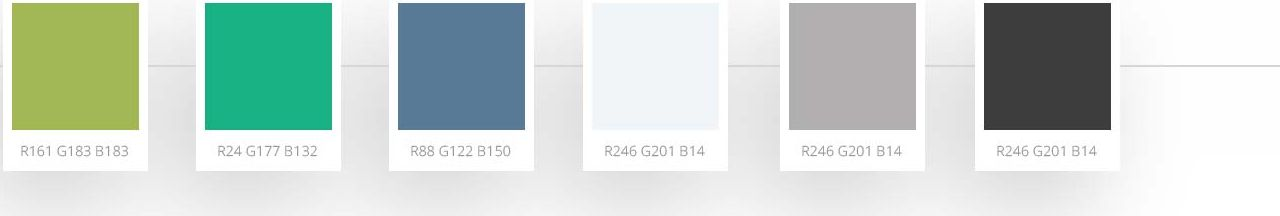 R161 G183 B183
R24 G177 B132
R88 G122 B150
R246 G201 B14
R246 G201 B14
R246 G201 B14